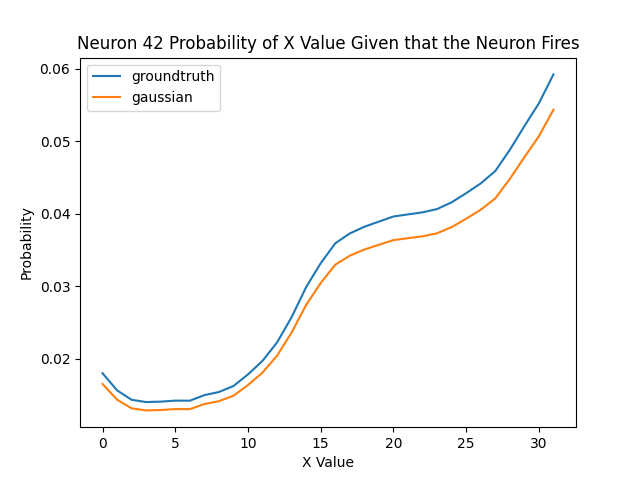 Neuron 42 Probability of X Value Given that the Neuron Fires
groundtruth
gaussian
0.06
0.05
0.04
0.03
0.02
Probability
0
5
10
15
20
25
30
X Value